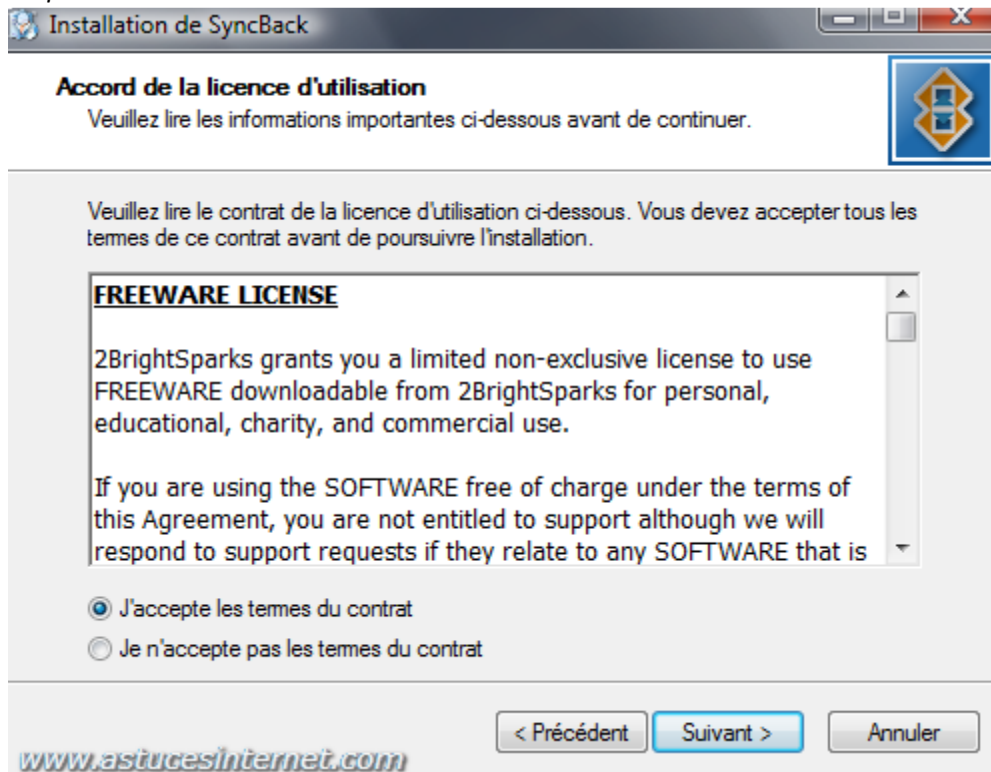 Installation de SyncBack
Accord de la licence d'utilisation
Veuillez lire les informations importantes ci-dessous avant de continuer.
Veuillez lire le contrat de la licence d'utilisation ci-dessous. Vous devez accepter tous les
termes de ce contrat avant de poursuivre l'installation.
FREEWARE LICENSE
2BrightSparks grants you a limited non-exclusive license to use
FREEWARE downloadable from 2BrightSparks for personal,
educational, charity, and commercial use.
If you are using the SOFTWARE free of charge under the terms of
this Agreement, you are not entitled to support although we will
respond to support requests if they relate to any SOFTWARE that is
J'accepte les termes du contrat
Je n'accepte pas les termes du contrat
< Précédent Suivant > Annuler
www.astucesinternet.com